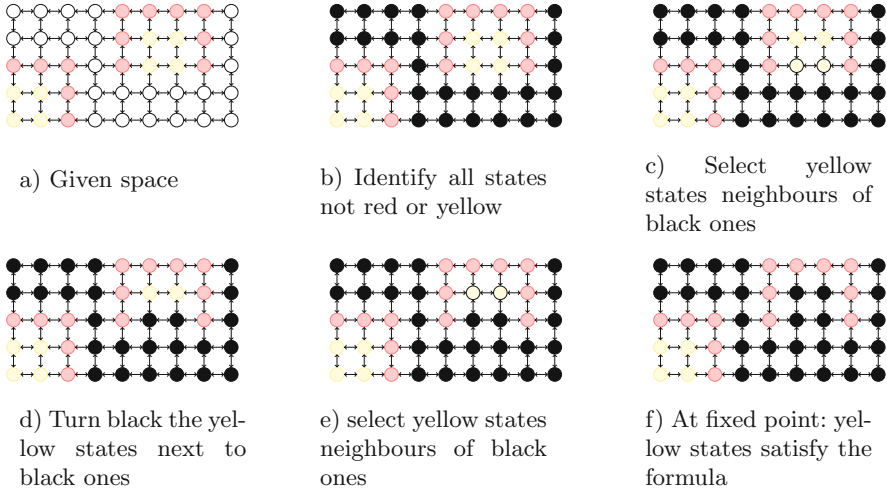 a) Given space
b) Identify all states
not red or yellow
c) Select yellow
states neighbours of
black ones
d) Turn black the yel-
low states next to
black ones
e) select yellow states
neighbours of black
ones
f) At fixed point: yel-
low states satisfy the
formula